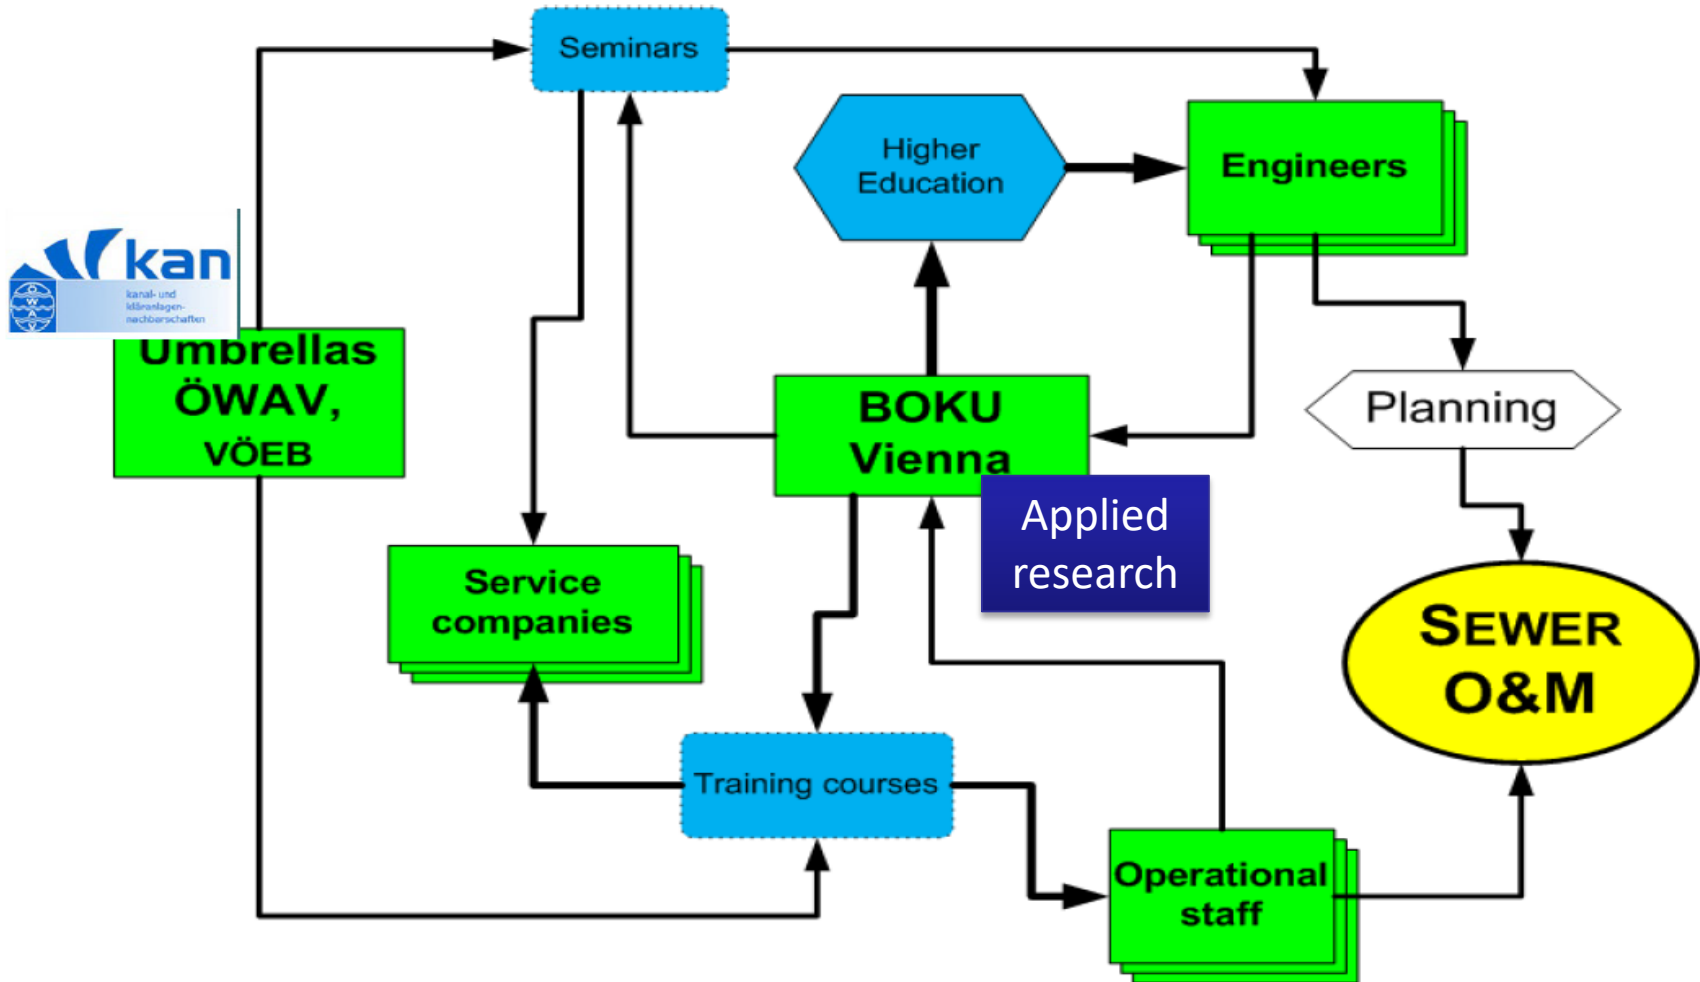 Seminars
Higher
Education
Engineers
kan
kanal- und
kläranlagen-
nachbarschaften
ÖWAV
Umbrellas
ÖWAV,
VÖEB
BOKU
Vienna
Planning
Applied
research
Service
companies
SEWER
O&M
Training courses
Operational
staff